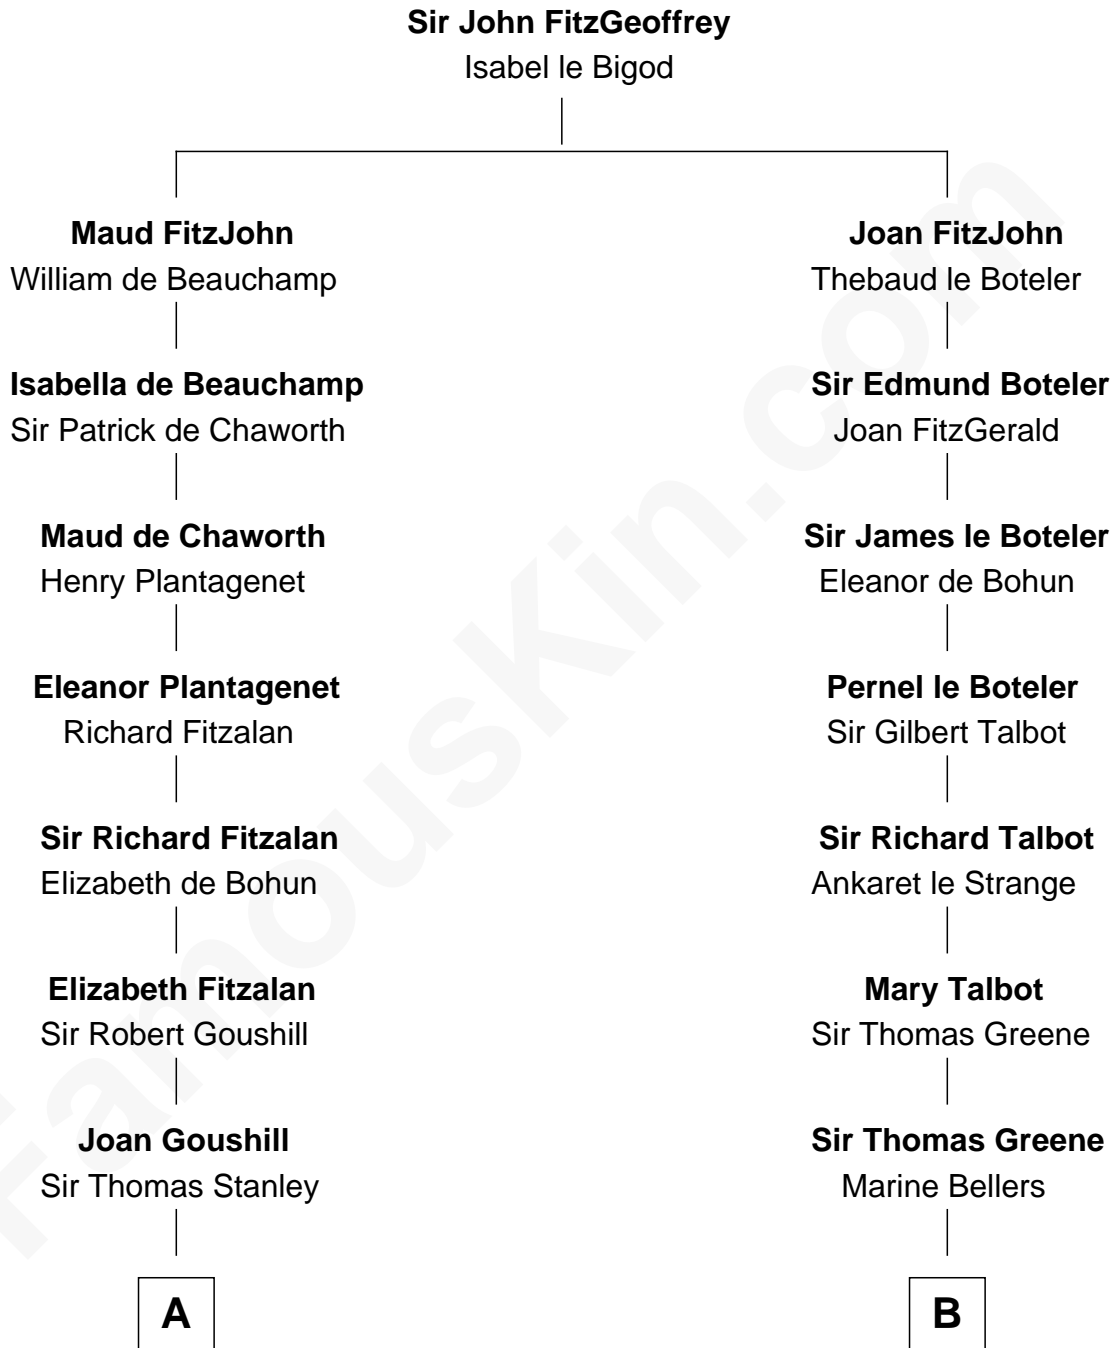 Sir John FitzGeoffrey
Isabel le Bigod
Maud FitzJohn
William de Beauchamp
Joan FitzJohn
Thebaud le Boteler
Isabella de Beauchamp
Sir Patrick de Chaworth
Sir Edmund Boteler
Joan FitzGerald
Maud de Chaworth
Henry Plantagenet
Sir James le Boteler
Eleanor de Bohun
Eleanor Plantagenet
Richard Fitzalan
Pernel le Boteler
Sir Gilbert Talbot
Sir Richard Fitzalan
Elizabeth de Bohun
Sir Richard Talbot
Ankaret le Strange
Elizabeth Fitzalan
Sir Robert Goushill
Mary Talbot
Sir Thomas Greene
Joan Goushill
Sir Thomas Stanley
Sir Thomas Greene
Marine Bellers
A
B
FamousKin.com